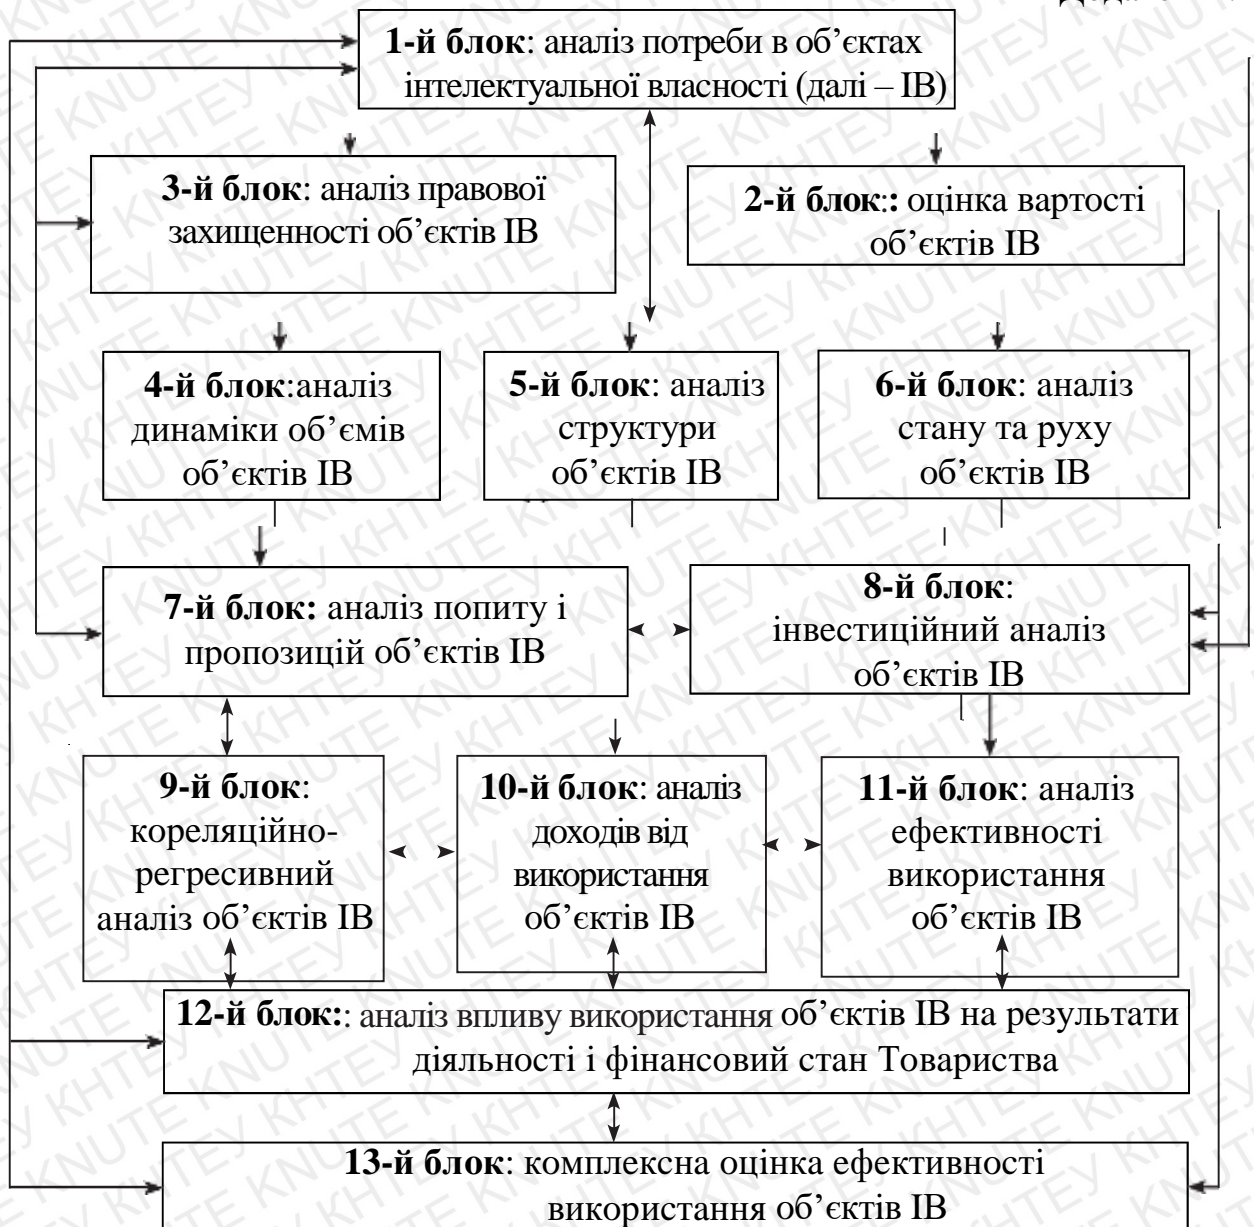 1-й блок: аналіз потреби в об’єктах
інтелектуальної власності (далі – ІВ)
3-й блок: аналіз правової
захищенності об’єктів ІВ
2-й блок:: оцінка вартості
об’єктів ІВ
4-й блок:аналіз
динаміки об’ємів
об’єктів ІВ
5-й блок: аналіз
структури
об’єктів ІВ
6-й блок: аналіз
стану та руху
об’єктів ІВ
7-й блок: аналіз попиту і
пропозицій об’єктів ІВ
8-й блок:
інвестиційний аналіз
об’єктів ІВ
9-й блок:
кореляційно-
регресивний
аналіз об’єктів ІВ
10-й блок: аналіз
доходів від
використання
об’єктів ІВ
11-й блок: аналіз
ефективності
використання
об’єктів ІВ
12-й блок:: аналіз впливу використання об’єктів ІВ на результати
діяльності і фінансовий стан Товариства
13-й блок: комплексна оцінка ефективності
використання об’єктів ІВ